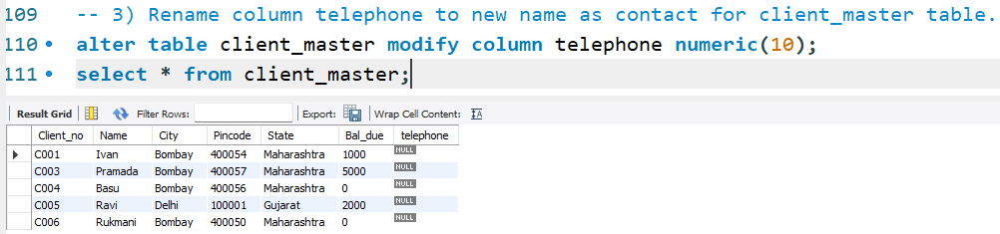 109 -- 3) Rename column telephone to new name as contact for client_master table.
110 alter table client_master modify column telephone numeric(10);
111 select * from client_master;
Result Grid Filter Rows: Export: Wrap Cell Content:
Client_no Name City Pincode State Bal_due telephone
C001 Ivan Bombay 400054 Maharashtra 1000 NULL
C003 Pramada Bombay 400057 Maharashtra 5000 NULL
C004 Basu Bombay 400056 Maharashtra 0 NULL
C005 Ravi Delhi 100001 Gujarat 2000 NULL
C006 Rukmani Bombay 400050 Maharashtra 0 NULL